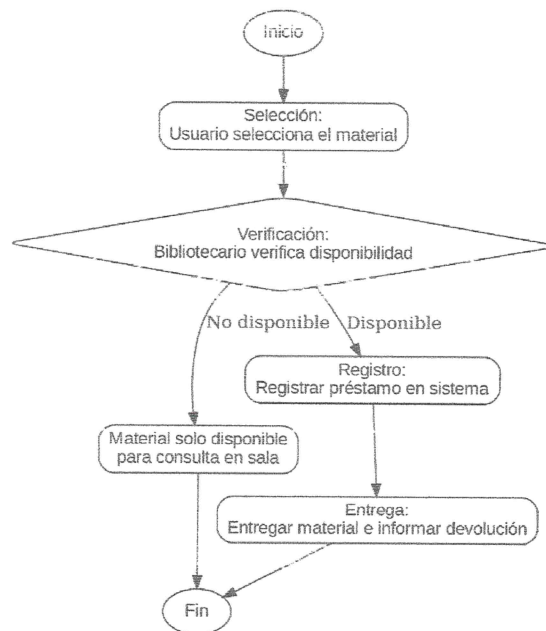 Inicio
Selección:
Usuario selecciona el material
Verificación:
Bibliotecario verifica disponibilidad
No disponible
Disponible
Registro:
Registrar préstamo en sistema
Material solo disponible
para consulta en sala
Entrega:
Entregar material e informar devolución
Fin